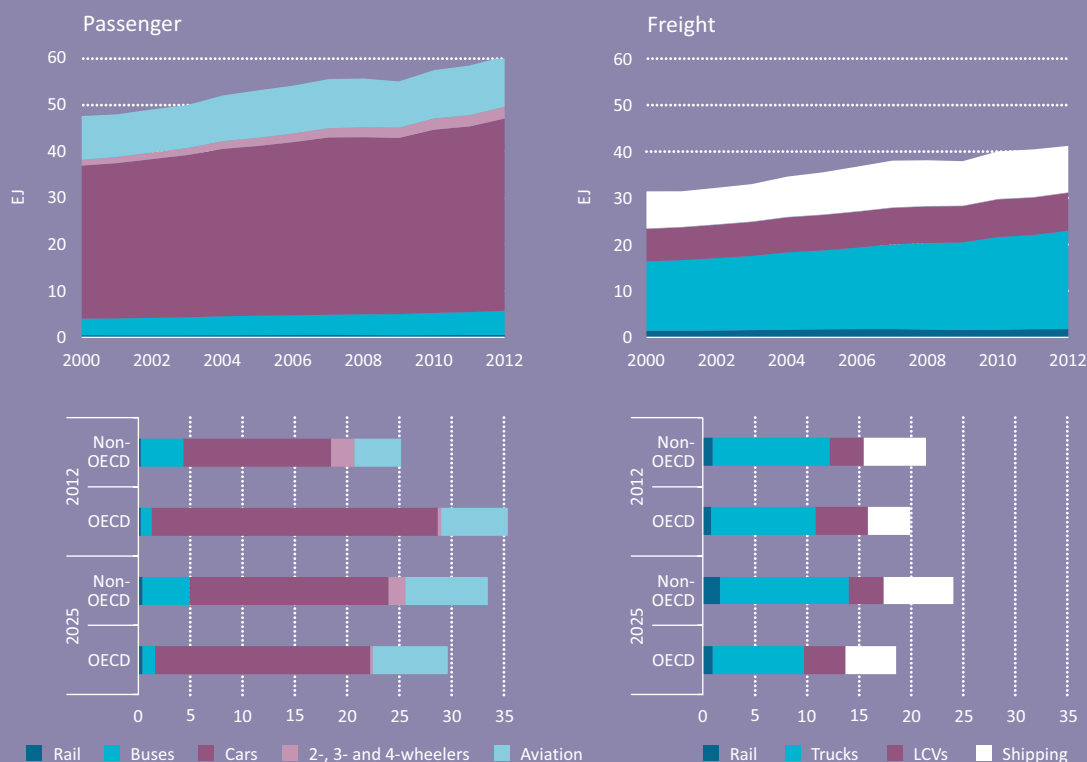 Passenger
60
50
40
30
20
10
0
EJ
2000 2002 2004 2006 2008 2010 2012
Freight
60
50
40
30
20
10
0
EJ
2000 2002 2004 2006 2008 2010 2012
2012
Non-
OECD
OECD
2025
Non-
OECD
OECD
0 5 10 15 20 25 30 35
Rail Buses Cars 2-, 3- and 4-wheelers Aviation
2012
Non-
OECD
OECD
2025
Non-
OECD
OECD
0 5 10 15 20 25 30 35
Rail Trucks LCVs Shipping